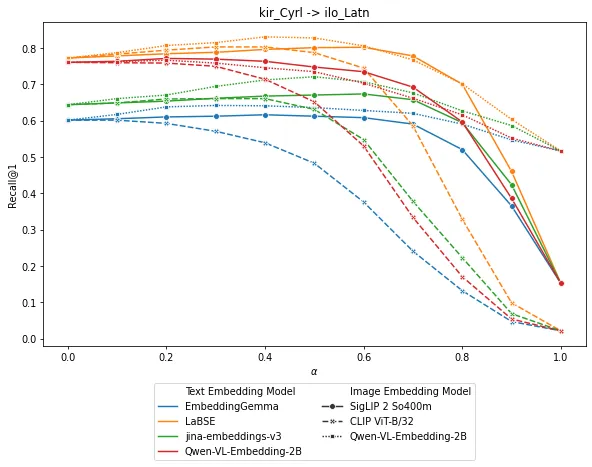 kir_Cyrl -> ilo_Latn
Recall@1
0.8
0.7
0.6
0.5
0.4
0.3
0.2
0.1
0.0
0.0 0.2 0.4 0.6 0.8 1.0
α
Text Embedding Model Image Embedding Model
EmbeddingGemma SigLIP 2 So400m
LaBSE CLIP ViT-B/32
jina-embeddings-v3 Qwen-VL-Embedding-2B
Qwen-VL-Embedding-2B